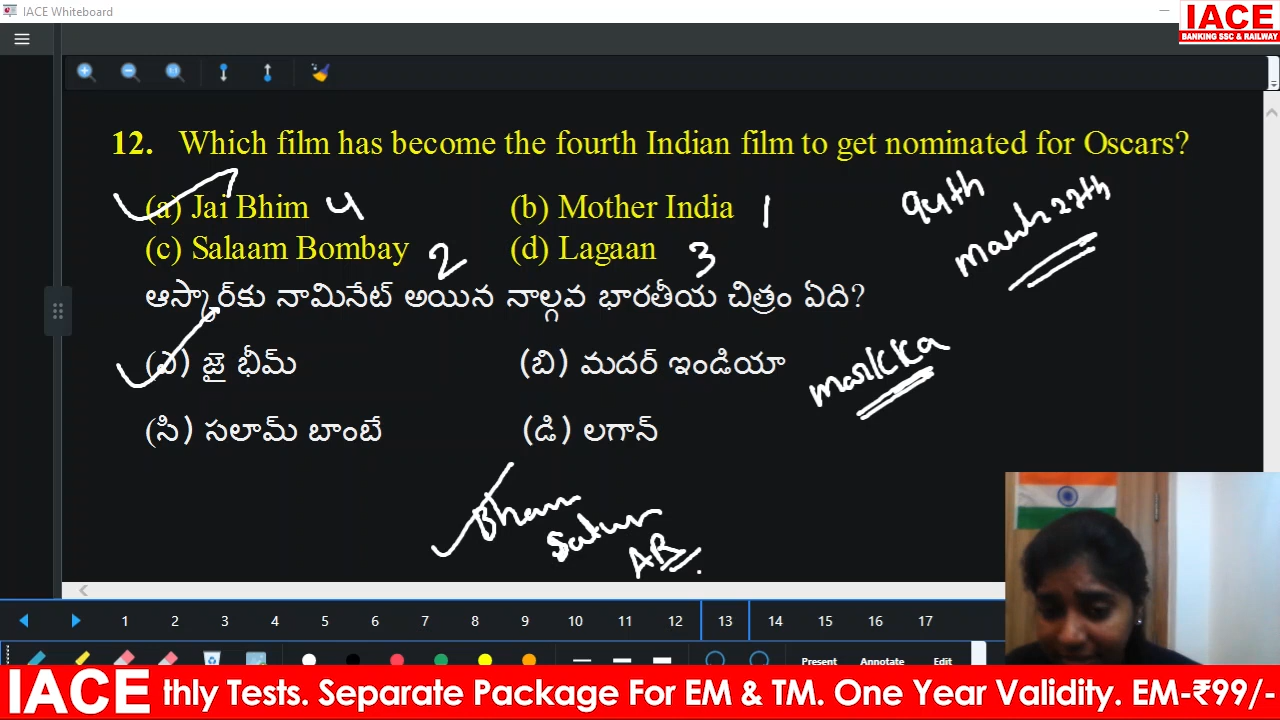 IACE Whiteboard
IACE
BANKING SSC & RAILWAY
12. Which film has become the fourth Indian film to get nominated for Oscars?
(a) Jai Bhim 4 (b) Mother India 1
(c) Salaam Bombay 2 (d) Lagaan 3
94th
March 27th
ఆస్కార్‌కు నామినేట్ అయిన నాల్గవ భారతీయ చిత్రం ఏది?
(ఎ) జై భీమ్ (బి) మదర్ ఇండియా
(సి) సలామ్ బాంబే (డి) లగాన్
AR
1 2 3 4 5 6 7 8 9 10 11 12 13 14 15 16 17
Present Annotate Edit
IACE thly Tests. Separate Package For EM & TM. One Year Validity. EM-₹99/-